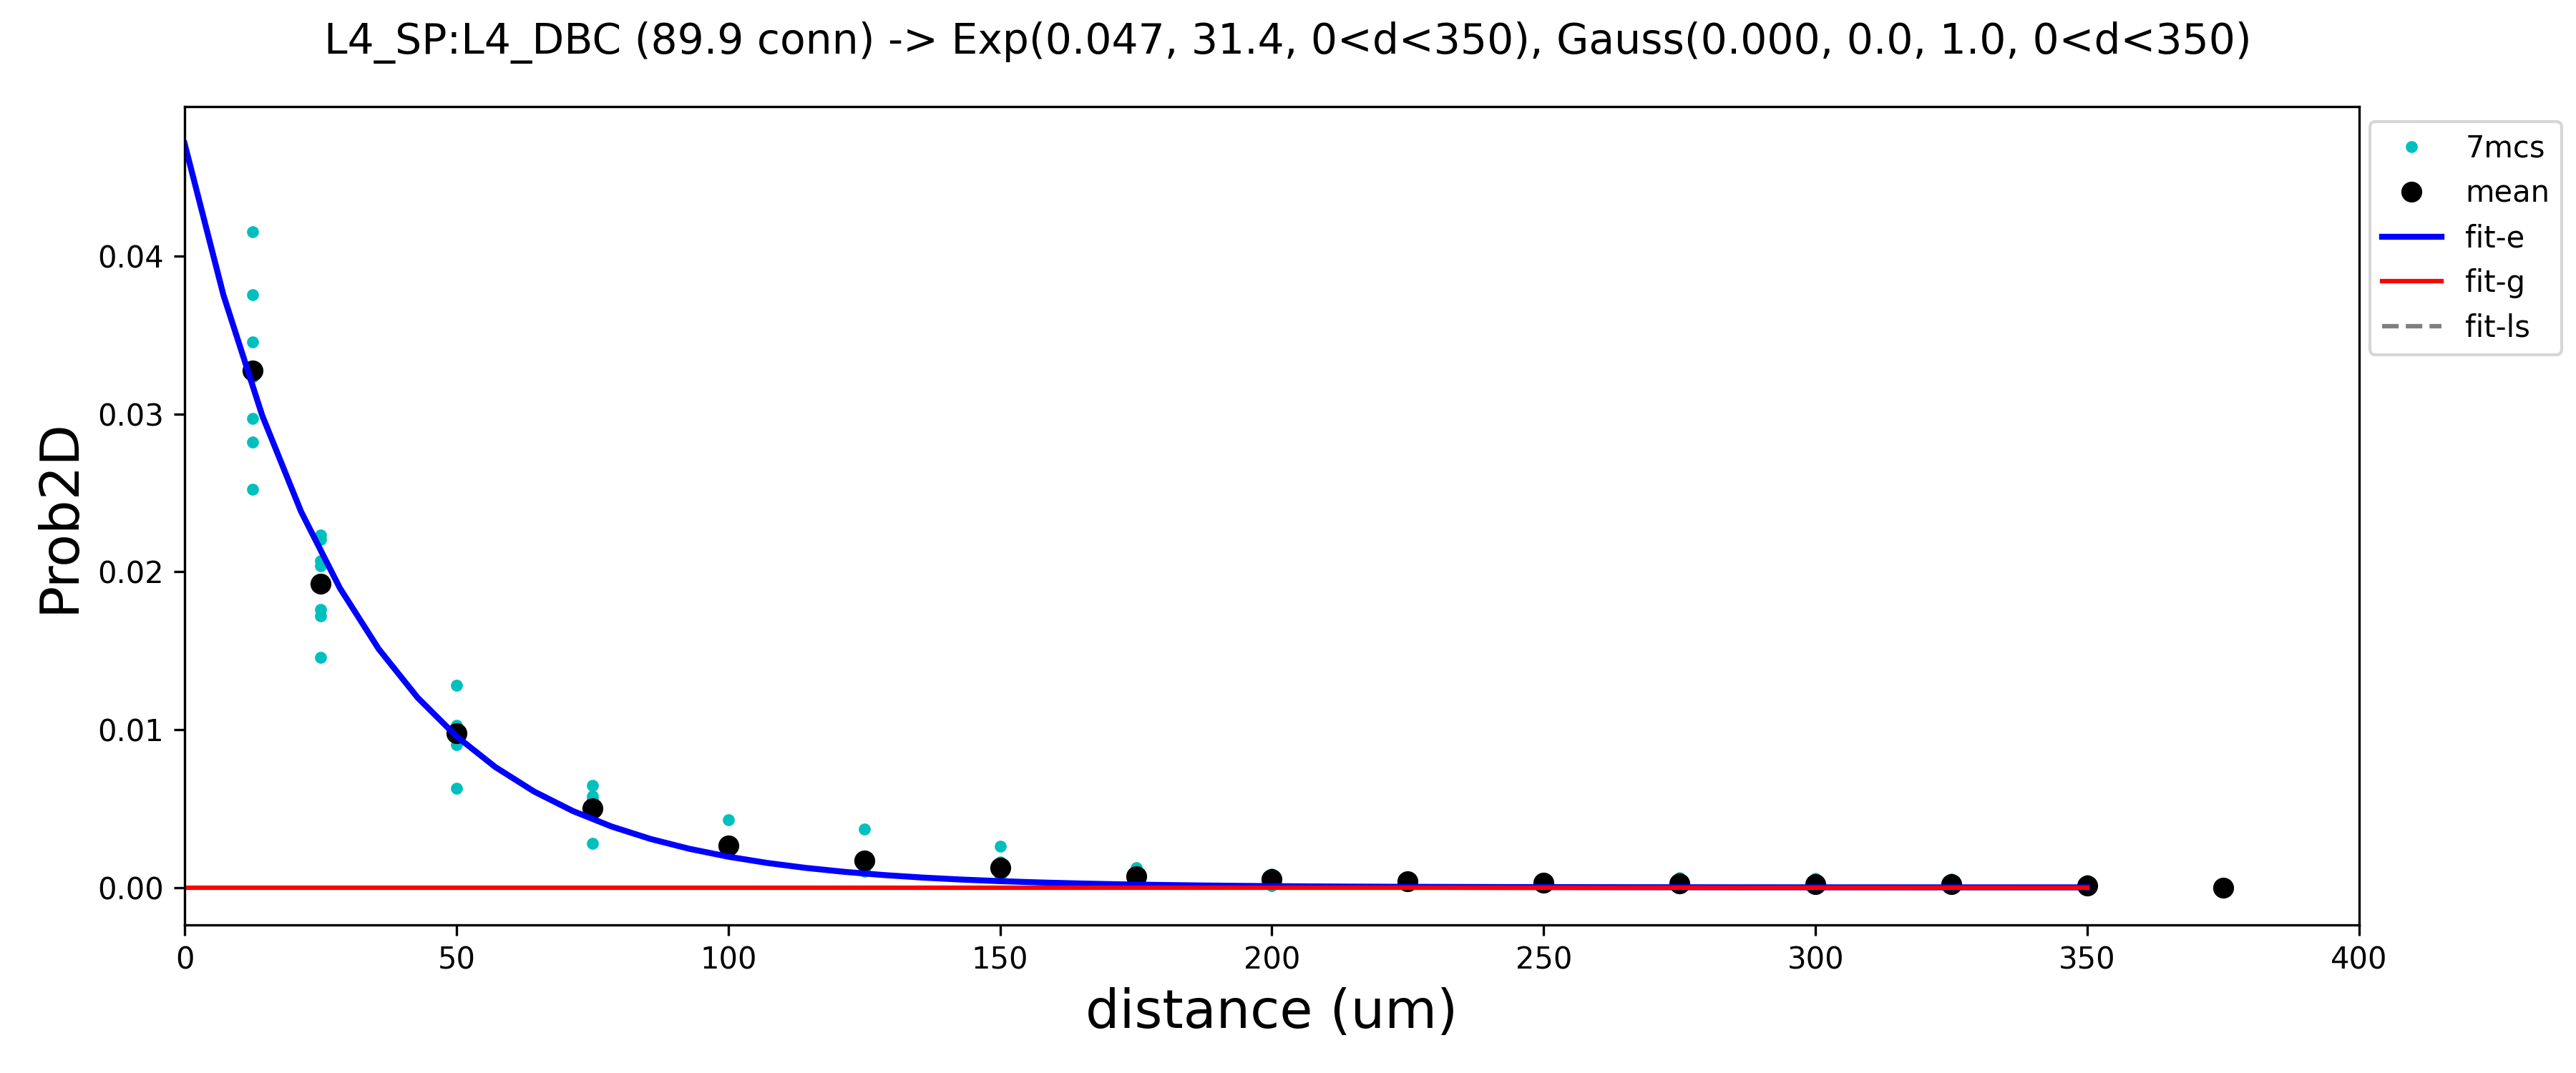 L4_SP:L4_DBC (89.9 conn) -> Exp(0.047, 31.4, 0<d<350), Gauss(0.000, 0.0, 1.0, 0<d<350)
7mcs
mean
fit-e
fit-g
fit-ls
Prob2D
0.04
0.03
0.02
0.01
0.00
0 50 100 150 200 250 300 350 400
distance (um)